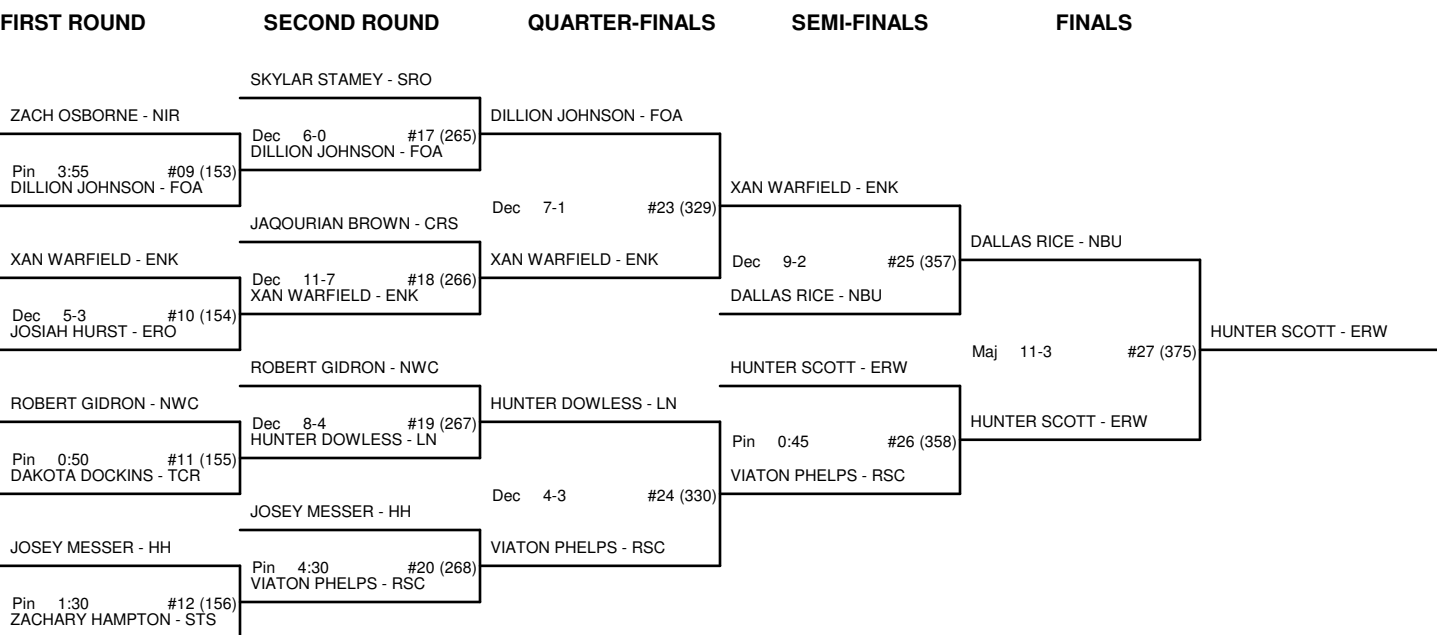 FIRST ROUND SECOND ROUND QUARTER-FINALS SEMI-FINALS FINALS
SKYLAR STAMEY - SRO
ZACH OSBORNE - NIR DILLION JOHNSON - FOA
Dec 6-0 #17 (265)
DILLION JOHNSON - FOA
Pin 3:55 #09 (153)
DILLION JOHNSON - FOA XAN WARFIELD - ENK
Dec 7-1 #23 (329)
JAQOURIAN BROWN - CRS
DALLAS RICE - NBU
XAN WARFIELD - ENK XAN WARFIELD - ENK
Dec 9-2 #25 (357)
Dec 11-7 #18 (266)
XAN WARFIELD - ENK DALLAS RICE - NBU
Dec 5-3 #10 (154)
JOSIAH HURST - ERO HUNTER SCOTT - ERW
Maj 11-3 #27 (375)
ROBERT GIDRON - NWC HUNTER SCOTT - ERW
ROBERT GIDRON - NWC HUNTER DOWLESS - LN
Dec 8-4 #19 (267) HUNTER SCOTT - ERW
HUNTER DOWLESS - LN Pin 0:45 #26 (358)
Pin 0:50 #11 (155)
DAKOTA DOCKINS - TCR VIATON PHELPS - RSC
Dec 4-3 #24 (330)
JOSEY MESSER - HH
JOSEY MESSER - HH VIATON PHELPS - RSC
Pin 4:30 #20 (268)
VIATON PHELPS - RSC
Pin 1:30 #12 (156)
ZACHARY HAMPTON - STS